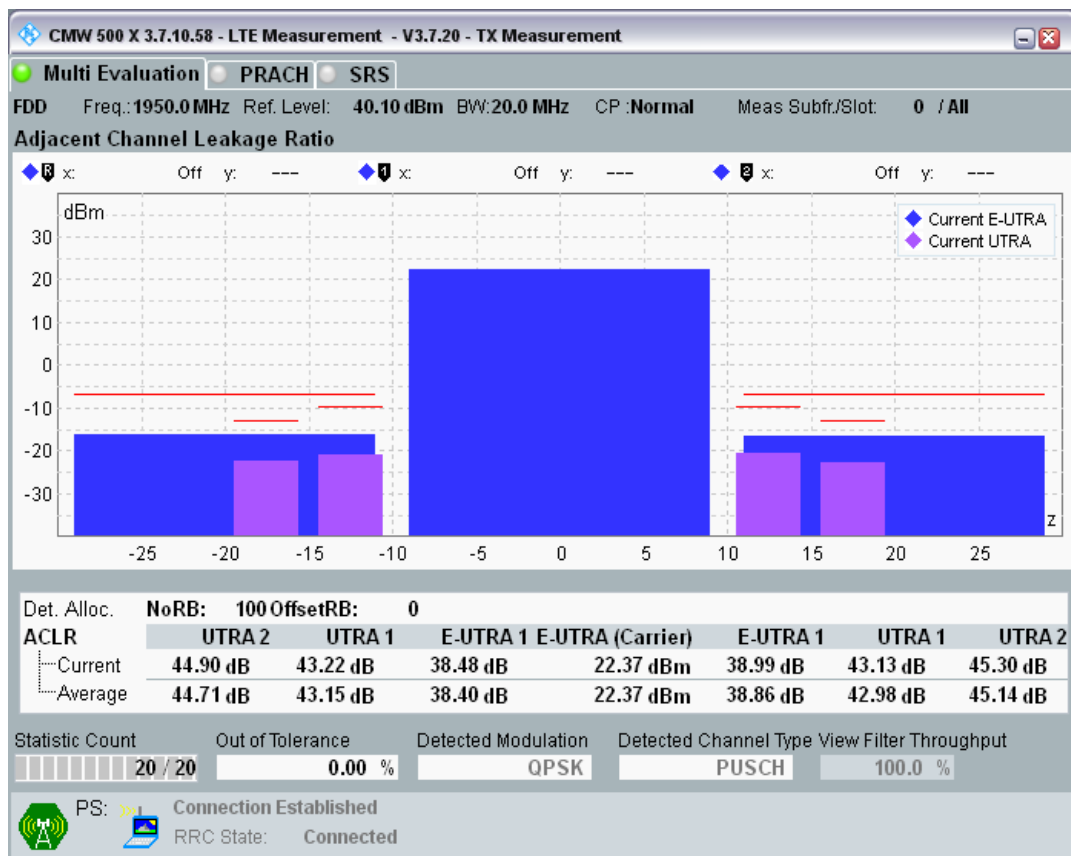 CMW 500 X 3.7.10.58 - LTE Measurement - V3.7.20 - TX Measurement
Multi Evaluation PRACH SRS
FDD Freq.:1950.0 MHz Ref. Level: 40.10 dBm BW:20.0 MHz CP :Normal Meas Subfr./Slot: 0 / All
Adjacent Channel Leakage Ratio
R x: Off y: --- 1 x: Off y: --- 2 x: Off y: ---
dBm
Current E-UTRA
Current UTRA
30
20
10
0
-10
-20
-30
z
-25 -20 -15 -10 -5 0 5 10 15 20 25
Det. Alloc. NoRB: 100 OffsetRB: 0
ACLR UTRA 2 UTRA 1 E-UTRA 1 E-UTRA (Carrier) E-UTRA 1 UTRA 1 UTRA 2
Current 44.90 dB 43.22 dB 38.48 dB 22.37 dBm 38.99 dB 43.13 dB 45.30 dB
Average 44.71 dB 43.15 dB 38.40 dB 22.37 dBm 38.86 dB 42.98 dB 45.14 dB
Statistic Count Out of Tolerance Detected Modulation Detected Channel Type View Filter Throughput
20 / 20 0.00 % QPSK PUSCH 100.0 %
PS: Connection Established
RRC State: Connected